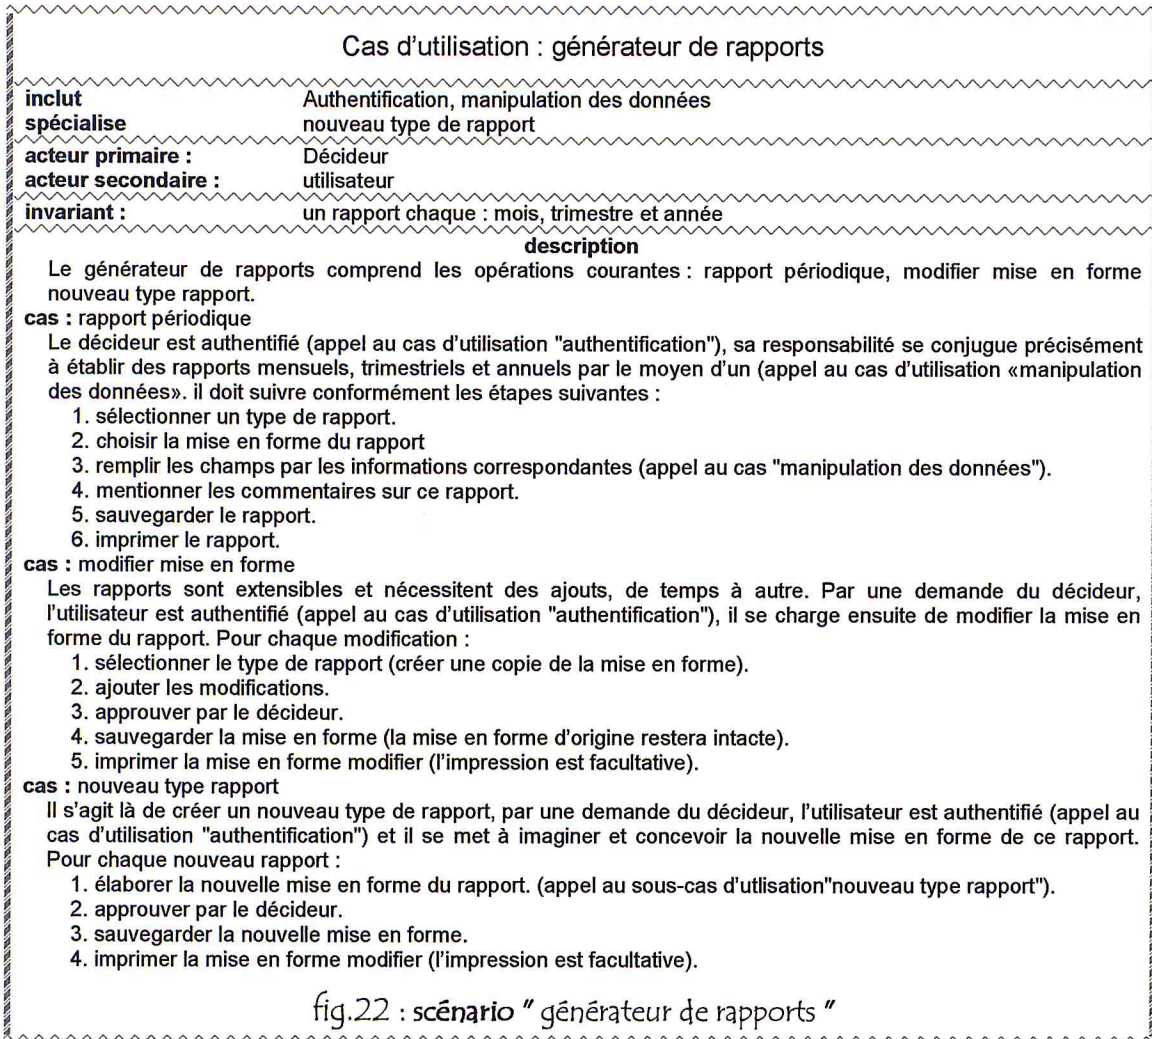 Cas d'utilisation : générateur de rapports
inclut Authentification, manipulation des données
spécialise nouveau type de rapport
acteur primaire : Décideur
acteur secondaire : utilisateur
invariant : un rapport chaque : mois, trimestre et année
description
Le générateur de rapports comprend les opérations courantes : rapport périodique, modifier mise en forme
nouveau type rapport.
cas : rapport périodique
Le décideur est authentifié (appel au cas d'utilisation "authentification"), sa responsabilité se conjugue précisément
à établir des rapports mensuels, trimestriels et annuels par le moyen d'un (appel au cas d'utilisation «manipulation
des données». il doit suivre conformément les étapes suivantes :
1. sélectionner un type de rapport.
2. choisir la mise en forme du rapport
3. remplir les champs par les informations correspondantes (appel au cas "manipulation des données").
4. mentionner les commentaires sur ce rapport.
5. sauvegarder le rapport.
6. imprimer le rapport.
cas : modifier mise en forme
Les rapports sont extensibles et nécessitent des ajouts, de temps à autre. Par une demande du décideur,
l'utilisateur est authentifié (appel au cas d'utilisation "authentification"), il se charge ensuite de modifier la mise en
forme du rapport. Pour chaque modification :
1. sélectionner le type de rapport (créer une copie de la mise en forme).
2. ajouter les modifications.
3. approuver par le décideur.
4. sauvegarder la mise en forme (la mise en forme d'origine restera intacte).
5. imprimer la mise en forme modifier (l'impression est facultative).
cas : nouveau type rapport
Il s'agit là de créer un nouveau type de rapport, par une demande du décideur, l'utilisateur est authentifié (appel au
cas d'utilisation "authentification") et il se met à imaginer et concevoir la nouvelle mise en forme de ce rapport.
Pour chaque nouveau rapport :
1. élaborer la nouvelle mise en forme du rapport. (appel au sous-cas d'utlisation"nouveau type rapport").
2. approuver par le décideur.
3. sauvegarder la nouvelle mise en forme.
4. imprimer la mise en forme modifier (l'impression est facultative).
fig.22 : scénario " générateur de rapports "